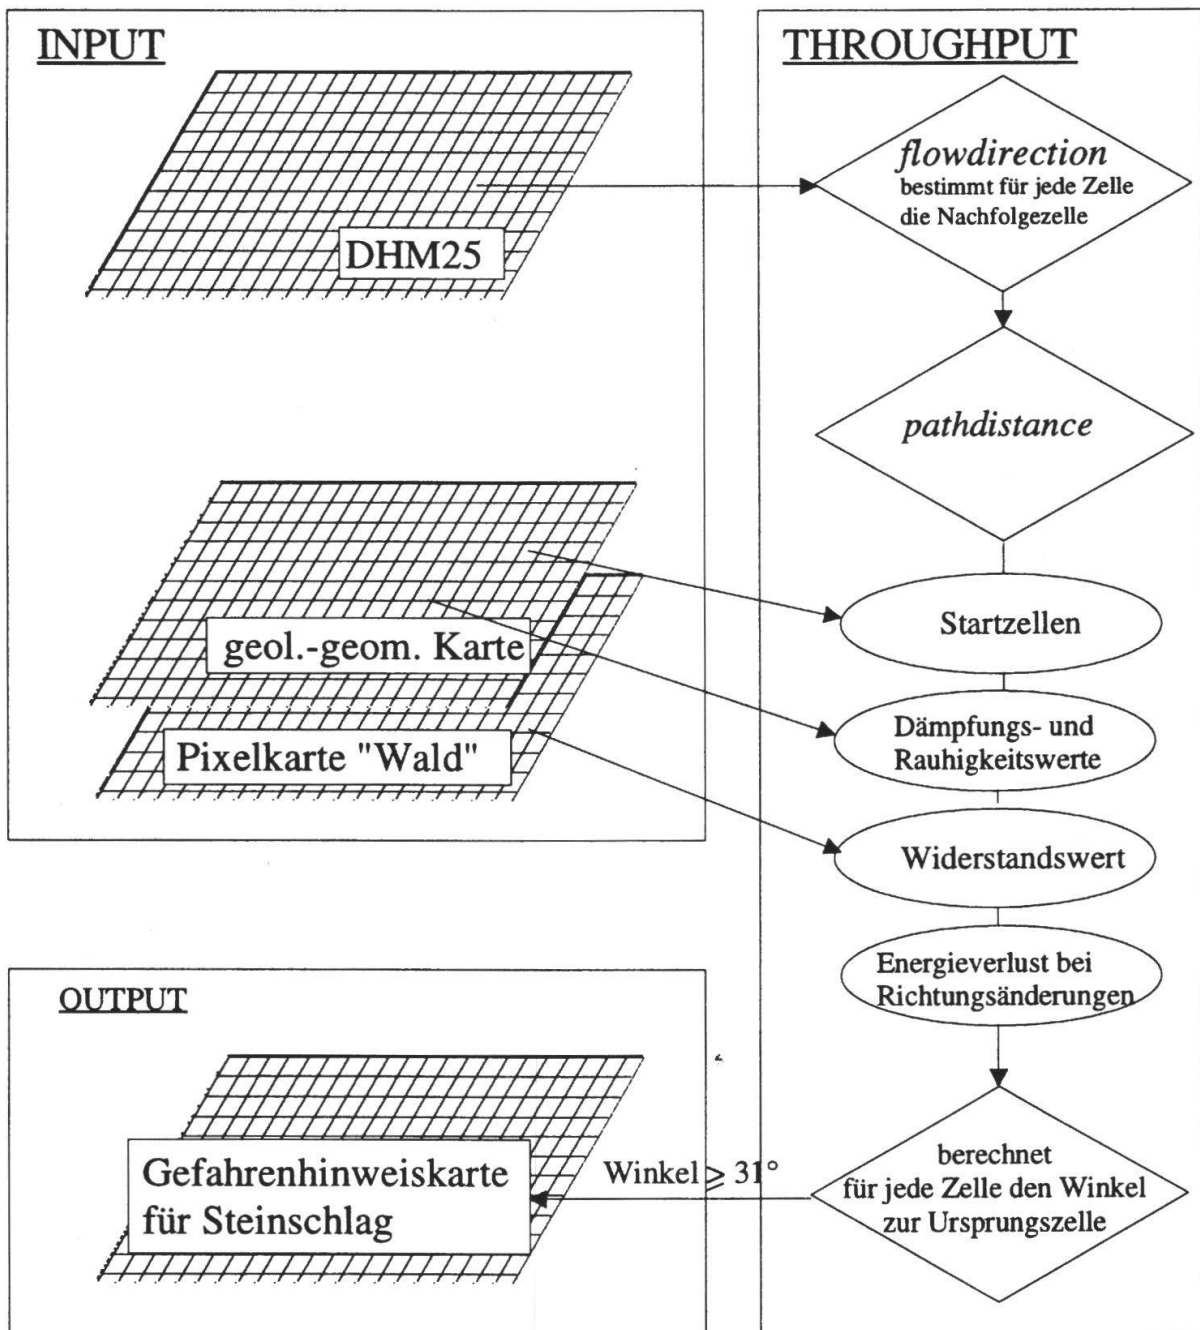 INPUT
DHM25
geol.-geom. Karte
Pixelkarte "Wald"
THROUGHPUT
flowdirection
bestimmt für jede Zelle
die Nachfolgezelle
pathdistance
Startzellen
Dämpfungs- und
Rauhigkeitswerte
Widerstandswert
Energieverlust bei
Richtungsänderungen
berechnet
für jede Zelle den Winkel
zur Ursprungszelle
Winkel ≥ 31°
OUTPUT
Gefahrenhinweiskarte
für Steinschlag